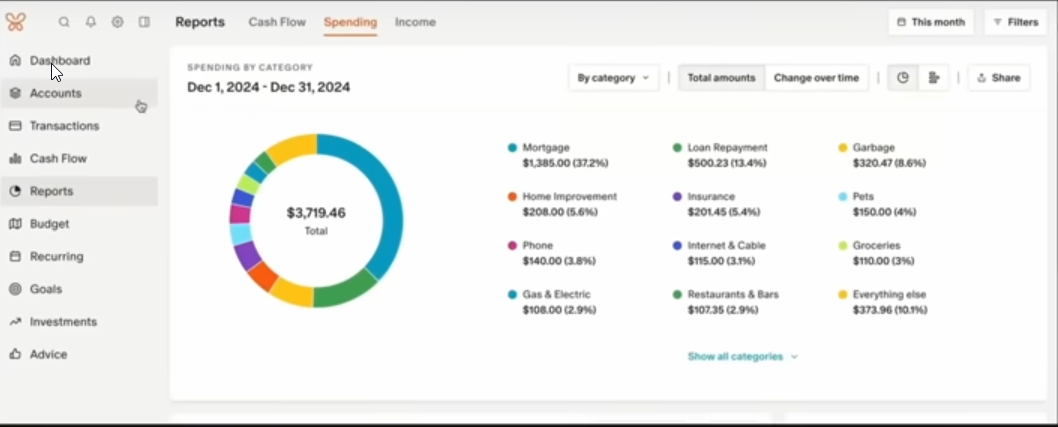 Reports Cash Flow Spending Income This month Filters
Dashboard
Accounts
Transactions
Cash Flow
Reports
Budget
Recurring
Goals
Investments
Advice
SPENDING BY CATEGORY
Dec 1, 2024 - Dec 31, 2024
By category Total amounts Change over time Share
$3,719.46
Total
Mortgage Loan Repayment Garbage
$1,385.00 (37.2%) $500.23 (13.4%) $320.47 (8.6%)
Home Improvement Insurance Pets
$208.00 (5.6%) $201.45 (5.4%) $150.00 (4%)
Phone Internet & Cable Groceries
$140.00 (3.8%) $115.00 (3.1%) $110.00 (3%)
Gas & Electric Restaurants & Bars Everything else
$108.00 (2.9%) $107.35 (2.9%) $373.96 (10.1%)
Show all categories